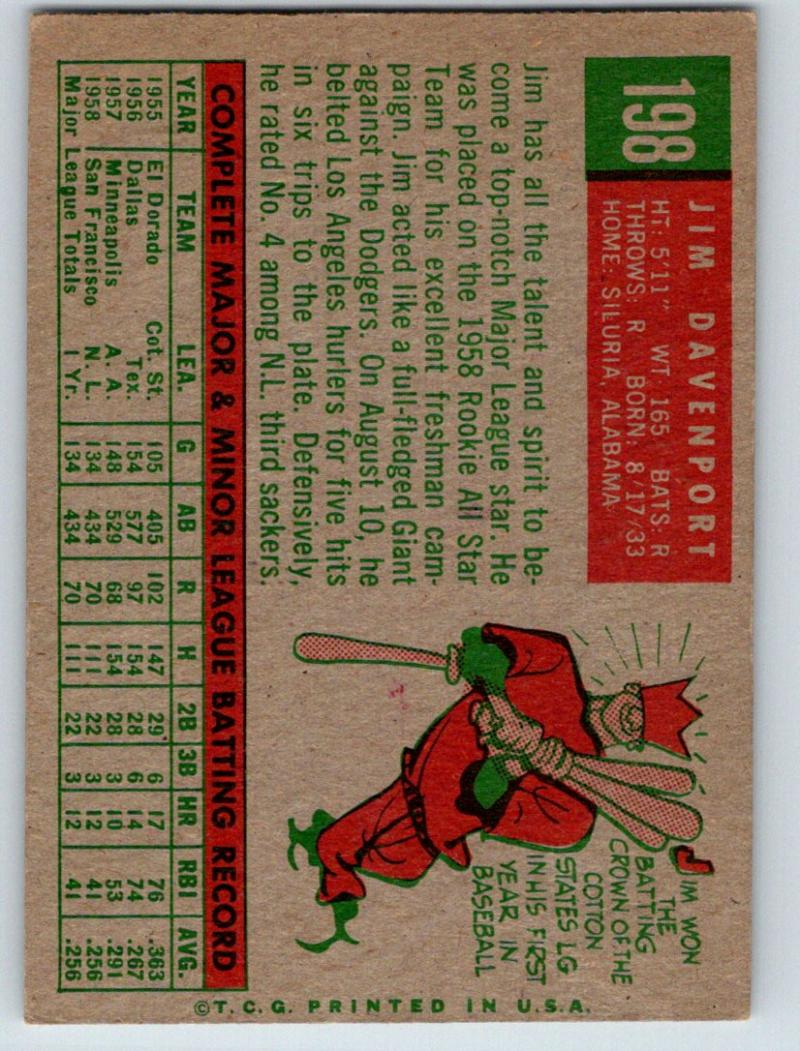 198
JIM DAVENPORT
HT: 5'11" WT: 165 BATS: R
THROWS: R BORN: 8/17/33
HOME: SILURIA, ALABAMA
Jim has all the talent and spirit to be-
come a top-notch Major League star. He
was placed on the 1958 Rookie All Star
Team for his excellent freshman cam-
paign. Jim acted like a full-fledged Giant
against the Dodgers. On August 10, he
belted Los Angeles hurlers for five hits
in six trips to the plate. Defensively,
he rated No. 4 among N.L. third sackers.
JIM WON
THE
BATTING
CROWN OF THE
COTTON
STATES LG
IN HIS FIRST
YEAR IN
BASEBALL
COMPLETE MAJOR & MINOR LEAGUE BATTING RECORD
YEAR TEAM LEA. G AB R H 2B 3B HR RBI AVG.
1955 El Dorado Cot. St. 105 405 102 147 29 6 17 76 .363
1956 Dallas Tex. 154 577 97 154 28 6 14 74 .267
1957 Minneapolis A. A. 148 529 68 154 28 3 10 53 .291
1958 San Francisco N. L. 134 434 70 111 22 3 12 41 .256
Major League Totals 1 Yr. 134 434 70 111 22 3 12 41 .256
©T. C. G. PRINTED IN U.S.A.